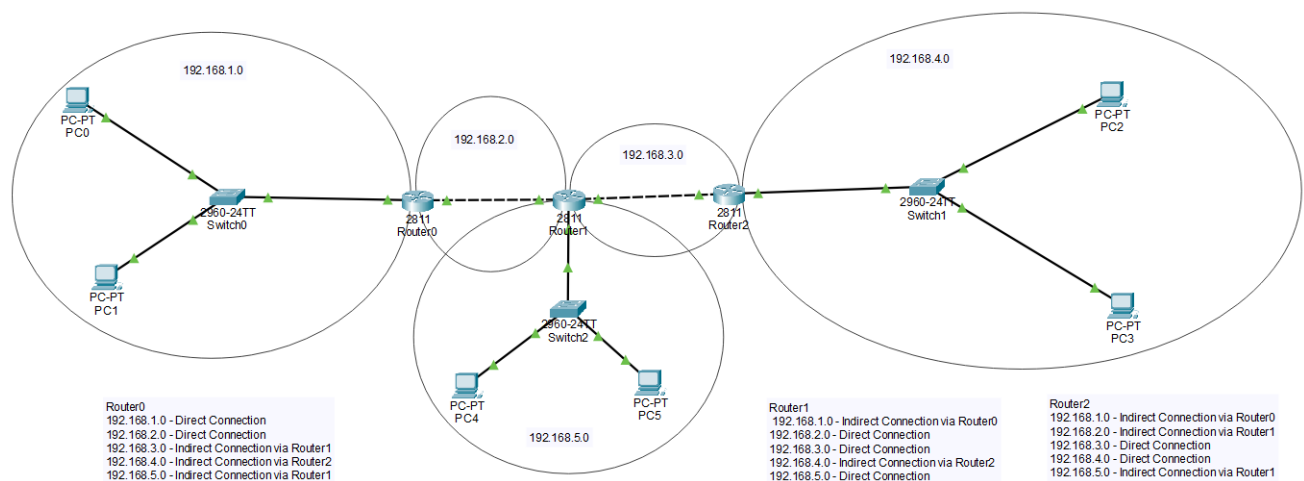 192.168.1.0
192.168.4.0
PC-PT
PC0
PC-PT
PC2
192.168.2.0
192.168.3.0
2960-24TT
Switch0
2811
Router0
2811
Router1
2811
Router2
2960-24TT
Switch1
PC-PT
PC1
PC-PT
PC3
2960-24TT
Switch2
PC-PT
PC4
PC-PT
PC5
192.168.5.0
Router0
192.168.1.0 - Direct Connection
192.168.2.0 - Direct Connection
192.168.3.0 - Indirect Connection via Router1
192.168.4.0 - Indirect Connection via Router2
192.168.5.0 - Indirect Connection via Router1
Router1
192.168.1.0 - Indirect Connection via Router0
192.168.2.0 - Direct Connection
192.168.3.0 - Direct Connection
192.168.4.0 - Indirect Connection via Router2
192.168.5.0 - Direct Connection
Router2
192.168.1.0 - Indirect Connection via Router0
192.168.2.0 - Indirect Connection via Router1
192.168.3.0 - Direct Connection
192.168.4.0 - Direct Connection
192.168.5.0 - Indirect Connection via Router1